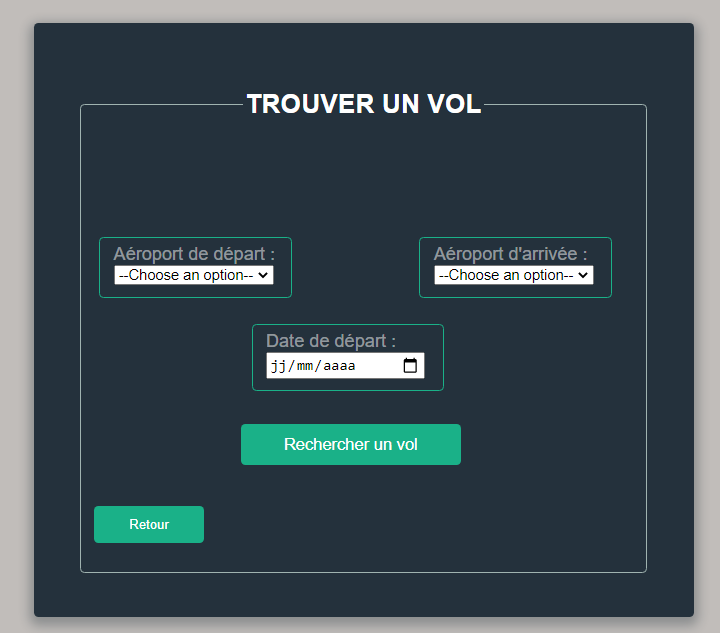 TROUVER UN VOL
Aéroport de départ :
--Choose an option--
Aéroport d'arrivée :
--Choose an option--
Date de départ :
jj/mm/aaaa
Rechercher un vol
Retour